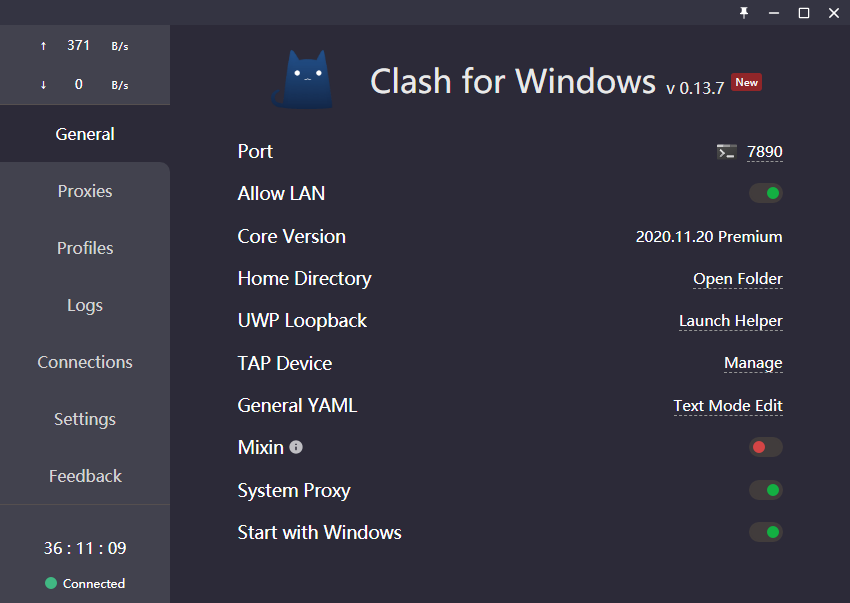 ↑ 371 B/s
↓ 0 B/s
General
Proxies
Profiles
Logs
Connections
Settings
Feedback
36 : 11 : 09
Connected
Clash for Windows v 0.13.7 New
Port 7890
Allow LAN
Core Version 2020.11.20 Premium
Home Directory Open Folder
UWP Loopback Launch Helper
TAP Device Manage
General YAML Text Mode Edit
Mixin
System Proxy
Start with Windows